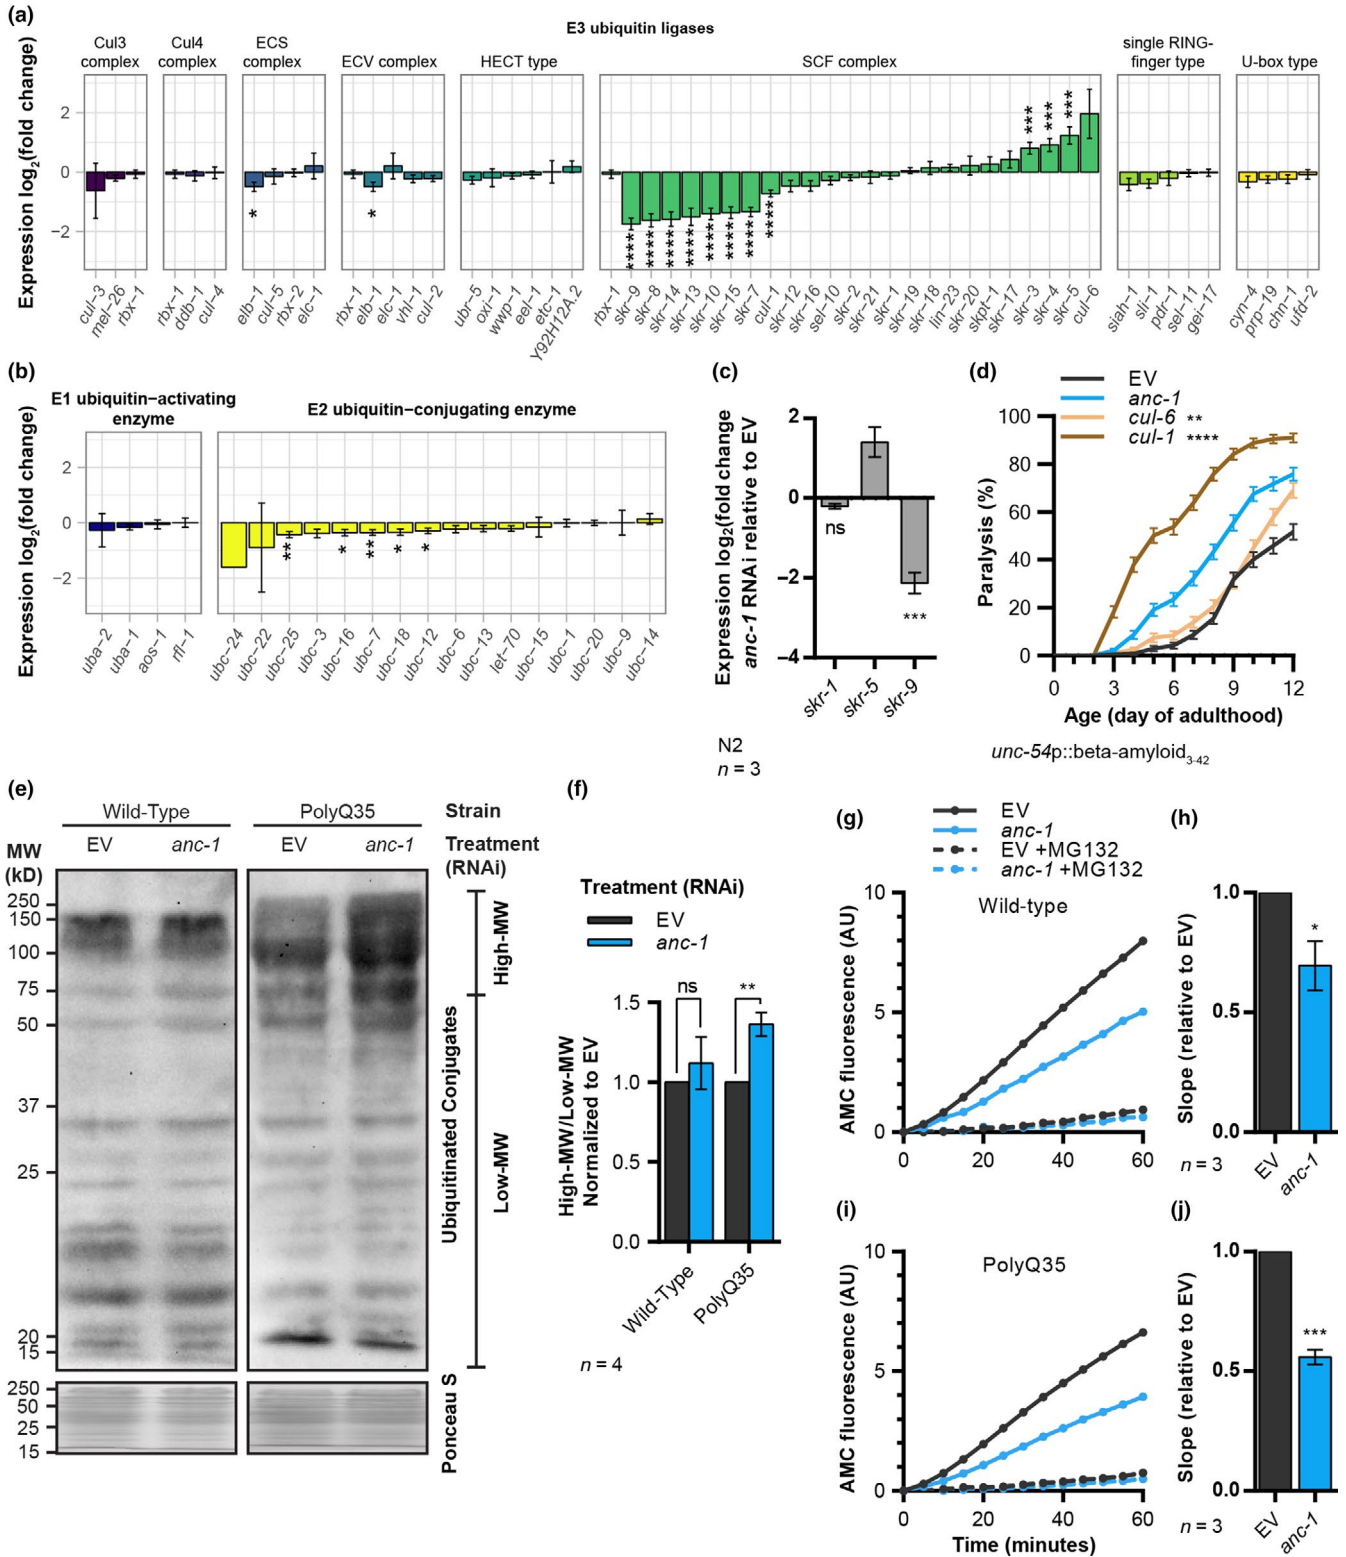 (a)
E3 ubiquitin ligases
Cul3 complex
Cul4 complex
ECS complex
ECV complex
HECT type
SCF complex
single RING-finger type
U-box type
Expression log2(fold change)
2
0
−2
*
*
****
****
****
****
****
****
****
****
***
***
***
cul-3
mel-26
rbx-1
rbx-1
ddb-1
cul-4
elb-1
cul-5
rbx-2
elc-1
rbx-1
elb-1
elc-1
vhl-1
cul-2
ubr-5
oxi-1
wwp-1
eel-1
etc-1
Y92H12A.2
rbx-1
skr-9
skr-8
skr-14
skr-13
skr-10
skr-15
skr-7
cul-1
skr-12
skr-16
sel-10
skr-2
skr-21
skr-1
skr-19
skr-18
lin-23
skr-20
skpt-1
skr-17
skr-3
skr-4
skr-5
cul-6
siah-1
sli-1
pdr-1
sel-11
gei-17
cyn-4
prp-19
chn-1
ufd-2
(b)
E1 ubiquitin−activating enzyme
E2 ubiquitin−conjugating enzyme
Expression log2(fold change)
2
0
−2
**
*
**
*
*
uba-2
uba-1
aos-1
rfl-1
ubc−24
ubc−22
ubc−25
ubc−3
ubc−16
ubc−7
ubc−18
ubc−12
ubc−6
ubc−13
let−70
ubc−15
ubc−1
ubc−20
ubc−9
ubc−14
(c)
Expression log2(fold change
anc-1 RNAi relative to EV
2
0
−2
−4
ns
***
skr-1
skr-5
skr-9
N2
n = 3
(d)
EV
anc-1
cul-6 **
cul-1 ****
Paralysis (%)
100
80
60
40
20
0
0 3 6 9 12
Age (day of adulthood)
unc-54p::beta-amyloid3-42
(e)
Wild-Type
PolyQ35
Strain
EV
anc-1
EV
anc-1
Treatment
(RNAi)
MW
(kD)
250
150
100
75
50
37
25
20
15
High-MW
Low-MW
Ubiquitinated Conjugates
250
50
25
15
Ponceau S
(f)
Treatment (RNAi)
EV
anc-1
High-MW/Low-MW
Normalized to EV
1.5
1.0
0.5
0.0
ns
**
Wild-Type
PolyQ35
n = 4
(g)
EV
anc-1
EV +MG132
anc-1 +MG132
Wild-type
AMC fluorescence (AU)
10
5
0
0 20 40 60
(h)
Slope (relative to EV)
1.0
0.5
0.0
*
EV
anc-1
n = 3
(i)
PolyQ35
AMC fluorescence (AU)
10
5
0
0 20 40 60
Time (minutes)
(j)
Slope (relative to EV)
1.0
0.5
0.0
***
EV
anc-1
n = 3